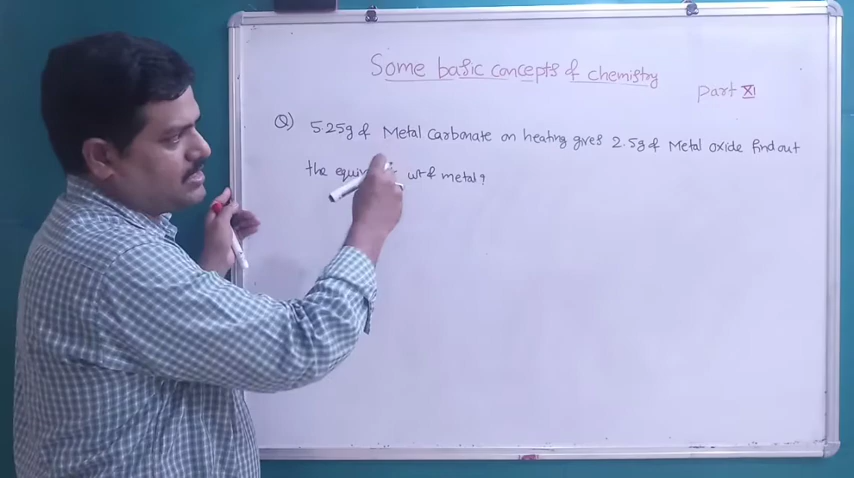 Some basic concepts of chemistry
Part XI
Q) 5.25g of Metal Carbonate on heating gives 2.5g of Metal oxide find out
the wt of metal?